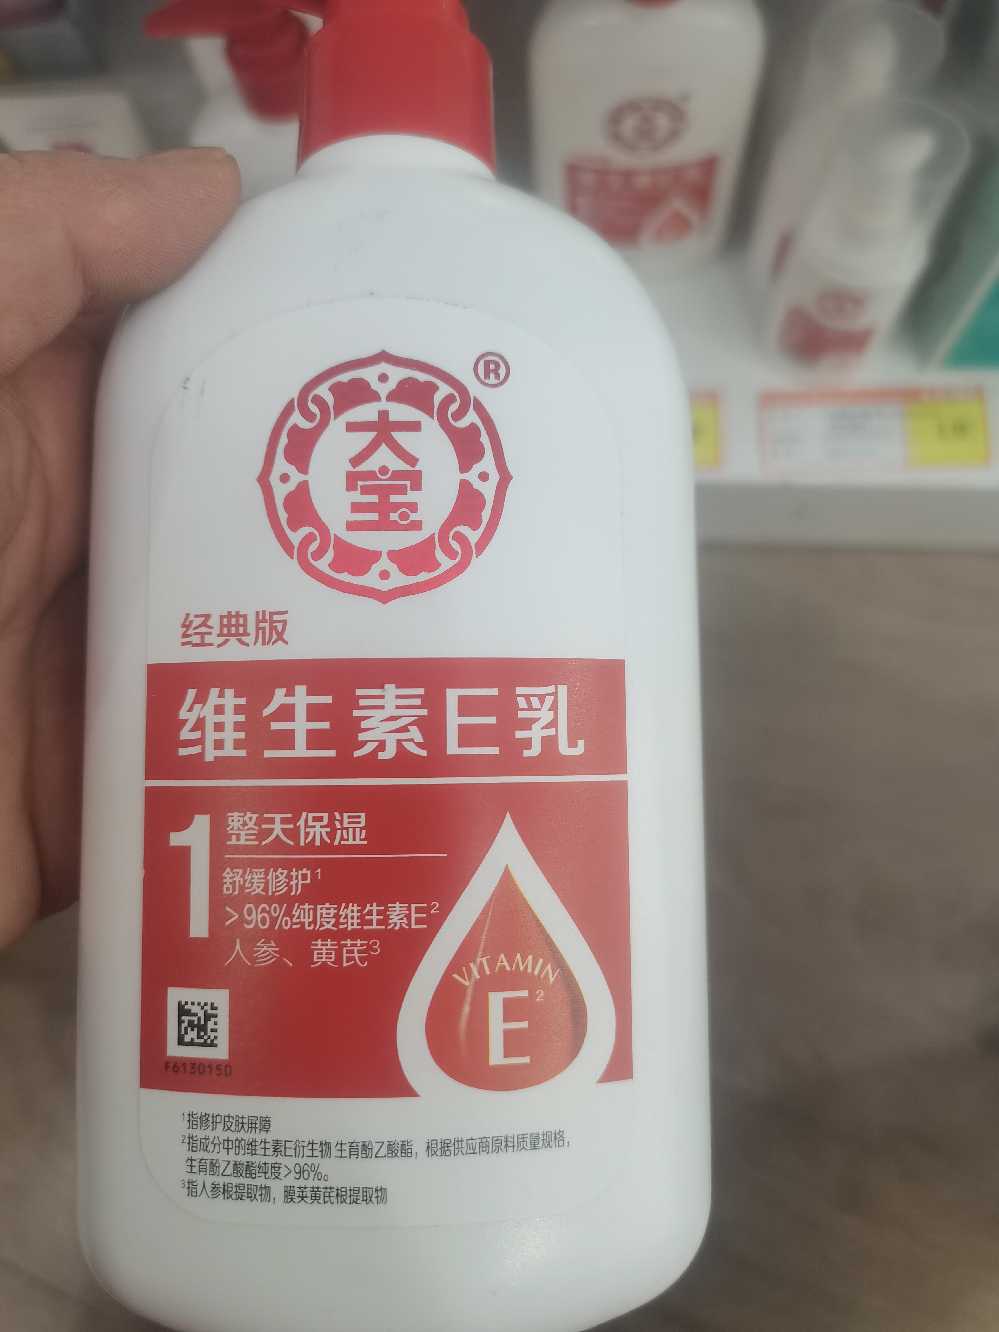 大
宝
®
经典版
维生素E乳
1
整天保湿
舒缓修护¹
>96%纯度维生素E²
人参、黄芪³
VITAMIN
E²
F613015D
¹指修护皮肤屏障
²指成分中的维生素E衍生物 生育酚乙酸酯，根据供应商原料质量规格，
生育酚乙酸酯纯度>96%。
³指人参根提取物，膜荚黄芪根提取物